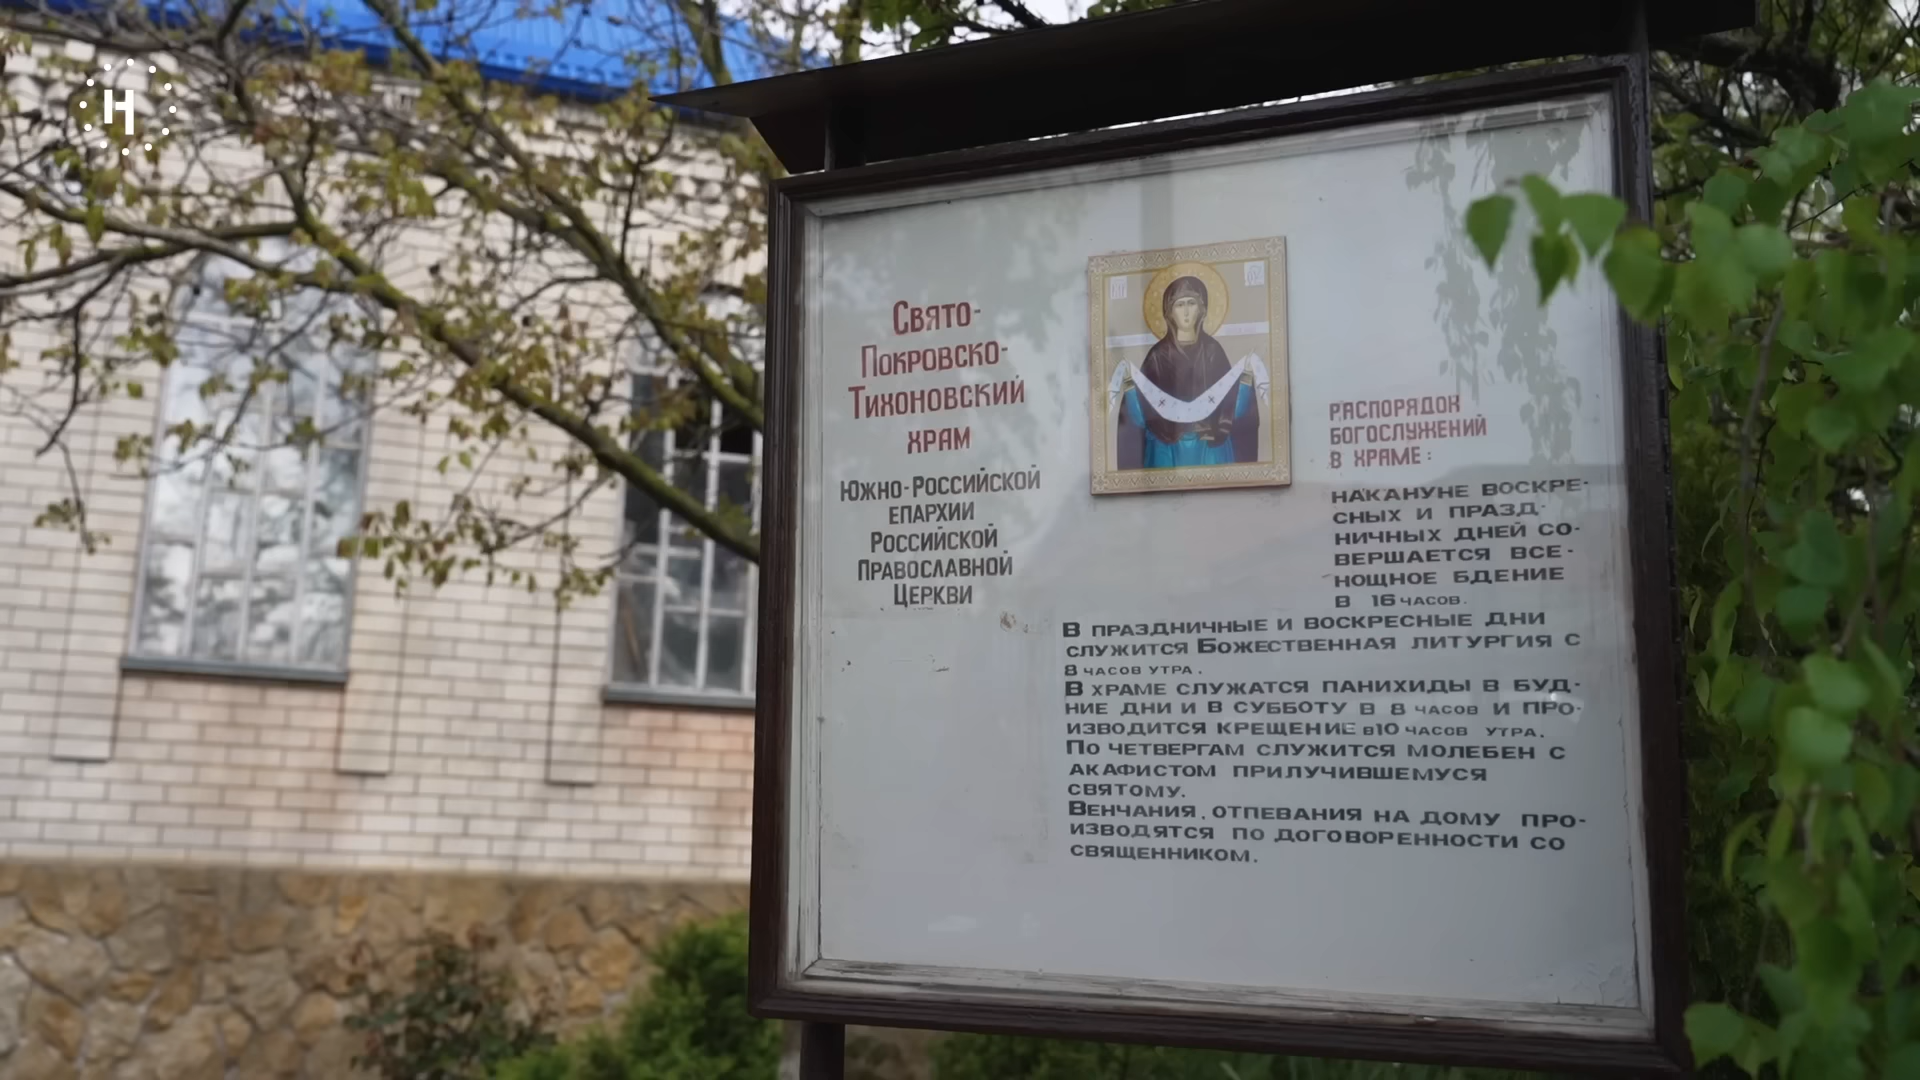 Н
Свято-
Покровско-
Тихоновский
храм
Южно-Российской
епархии
Российской
Православной
Церкви
РАСПОРЯДОК
БОГОСЛУЖЕНИЙ
В ХРАМЕ:
НАКАНУНЕ ВОСКРЕ-
СНЫХ И ПРАЗД-
НИЧНЫХ ДНЕЙ СО-
ВЕРШАЕТСЯ ВСЕ-
НОЩНОЕ БДЕНИЕ
В 16 ЧАСОВ.
В ПРАЗДНИЧНЫЕ И ВОСКРЕСНЫЕ ДНИ
СЛУЖИТСЯ БОЖЕСТВЕННАЯ ЛИТУРГИЯ С
8 ЧАСОВ УТРА.
В ХРАМЕ СЛУЖАТСЯ ПАНИХИДЫ В БУД-
НИЕ ДНИ И В СУББОТУ В 8 ЧАСОВ И ПРО-
ИЗВОДИТСЯ КРЕЩЕНИЕ В 10 ЧАСОВ УТРА.
ПО ЧЕТВЕРГАМ СЛУЖИТСЯ МОЛЕБЕН С
АКАФИСТОМ ПРИЛУЧИВШЕМУСЯ
СВЯТОМУ.
ВЕНЧАНИЯ, ОТПЕВАНИЯ НА ДОМУ ПРО-
ИЗВОДЯТСЯ ПО ДОГОВОРЕННОСТИ СО
СВЯЩЕННИКОМ.